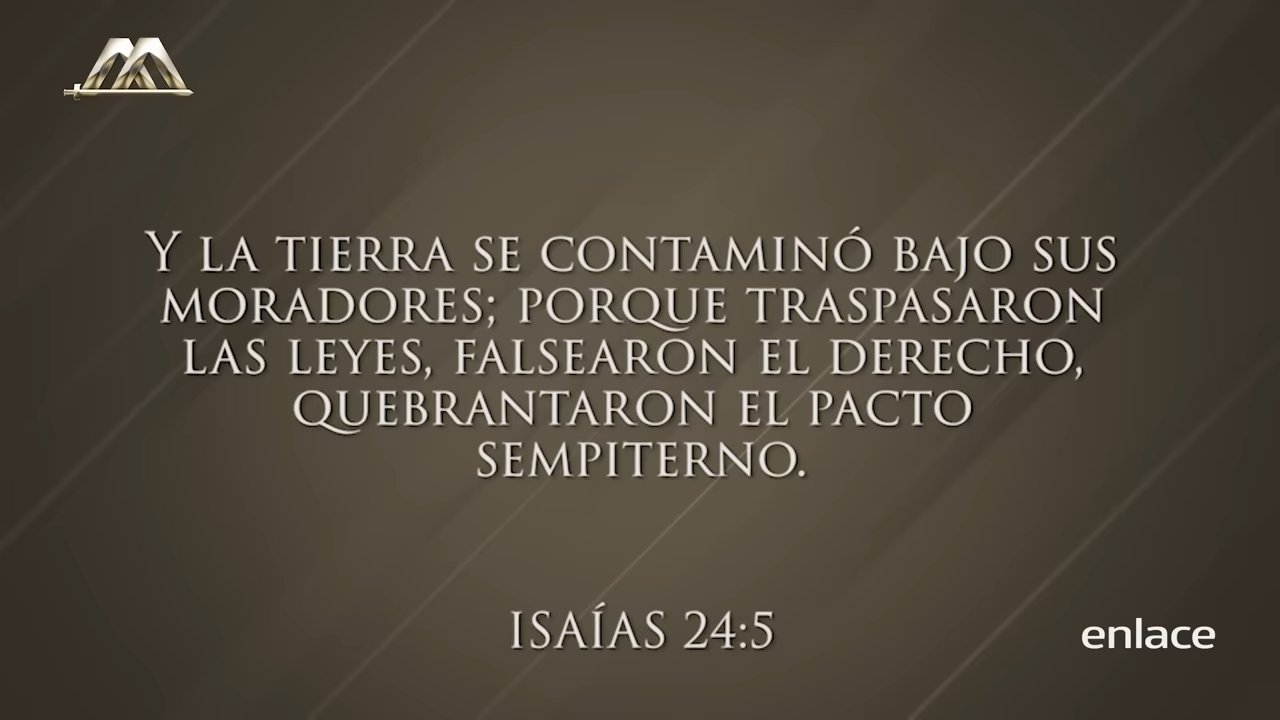 Y LA TIERRA SE CONTAMINÓ BAJO SUS
MORADORES; PORQUE TRASPASARON
LAS LEYES, FALSEARON EL DERECHO,
QUEBRANTARON EL PACTO
SEMPITERNO.
ISAÍAS 24:5
enlace